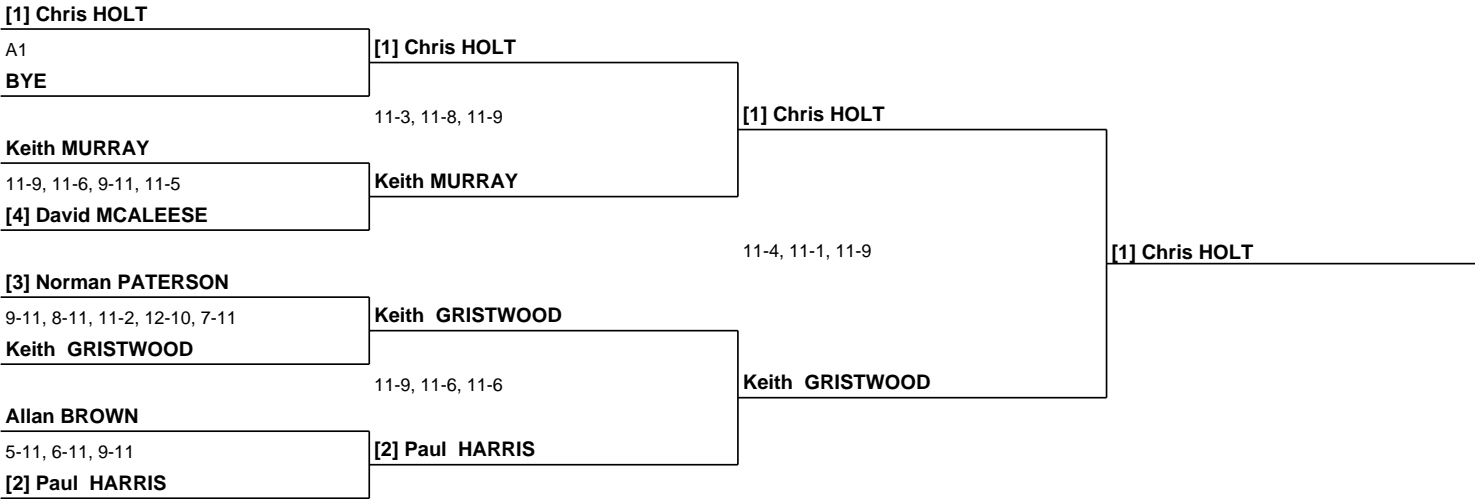 [1] Chris HOLT
A1
BYE
[1] Chris HOLT
11-3, 11-8, 11-9
[1] Chris HOLT
Keith MURRAY
11-9, 11-6, 9-11, 11-5
[4] David MCALEESE
Keith MURRAY
11-4, 11-1, 11-9
[1] Chris HOLT
[3] Norman PATERSON
9-11, 8-11, 11-2, 12-10, 7-11
Keith  GRISTWOOD
Keith  GRISTWOOD
11-9, 11-6, 11-6
Keith  GRISTWOOD
Allan BROWN
5-11, 6-11, 9-11
[2] Paul  HARRIS
[2] Paul  HARRIS